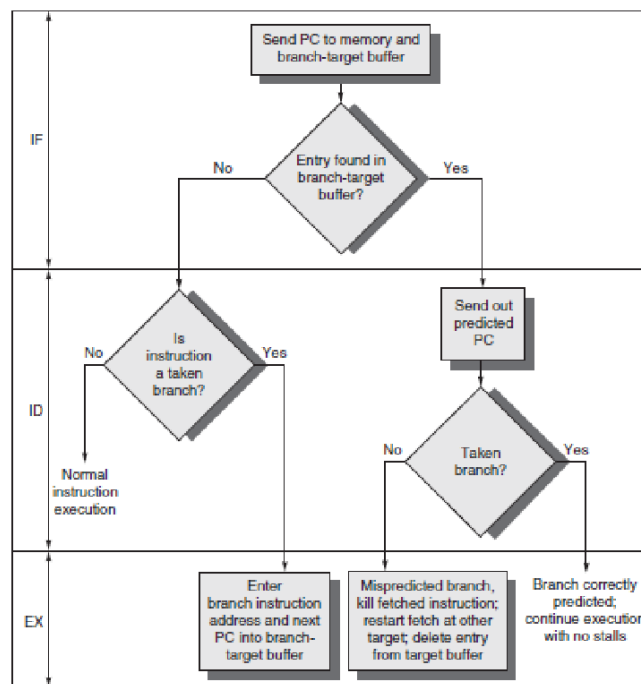 Send PC to memory and
branch-target buffer
IF
No
Entry found in
branch-target
buffer?
Yes
Send out
predicted
PC
No
Is
instruction
a taken
branch?
Yes
ID
No
Taken
branch?
Yes
Normal
instruction
execution
Enter
branch instruction
address and next
PC into branch-
target buffer
Mispredicted branch,
kill fetched instruction;
restart fetch at other
target; delete entry
from target buffer
Branch correctly
predicted;
continue execution
with no stalls
EX